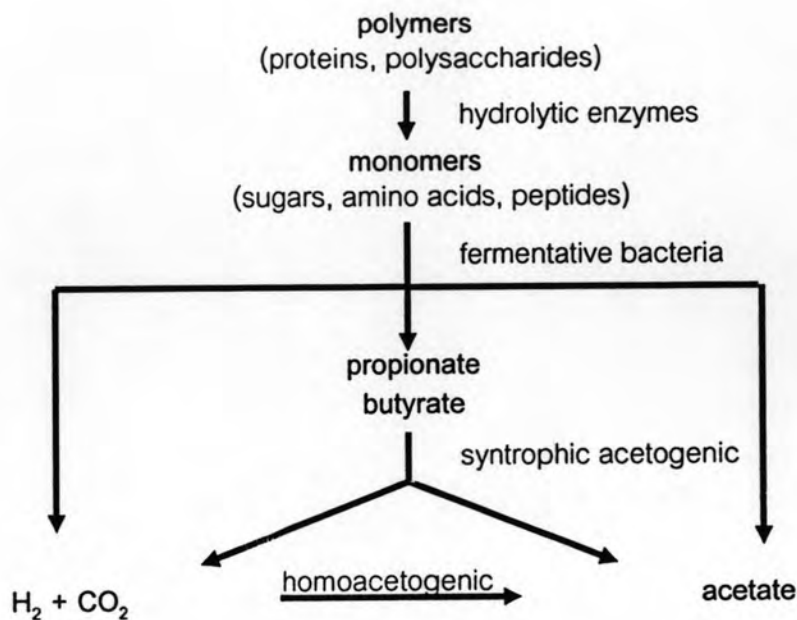 polymers
(proteins, polysaccharides)
hydrolytic enzymes
monomers
(sugars, amino acids, peptides)
fermentative bacteria
propionate
butyrate
syntrophic acetogenic
homoacetogenic
H₂ + CO₂
acetate